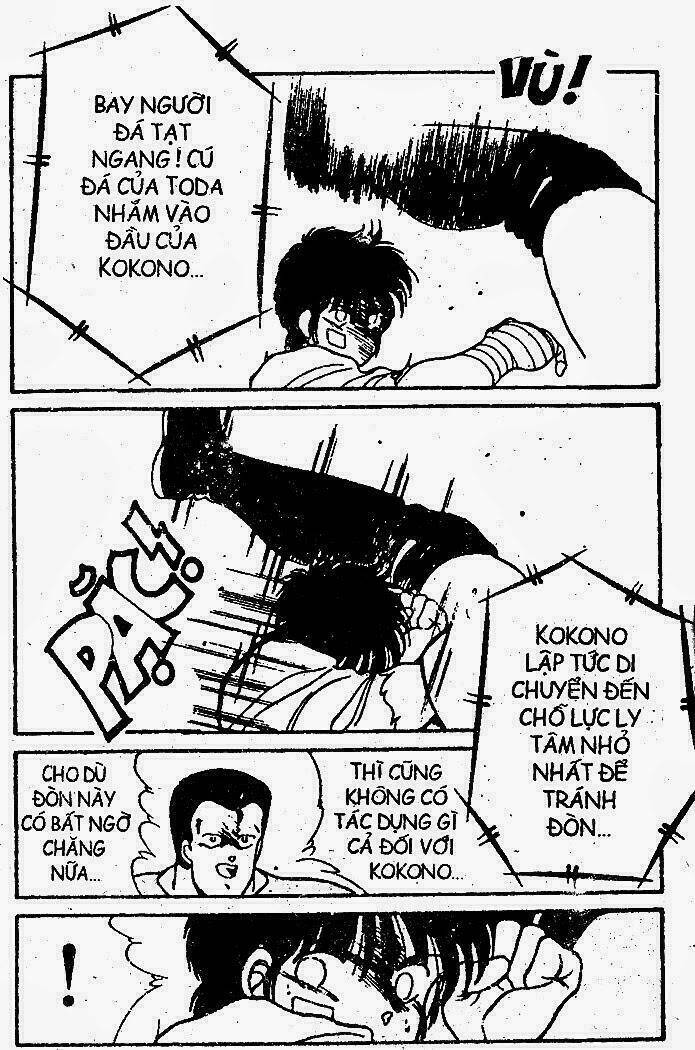 BAY NGƯỜI
ĐÁ TẠT
NGANG! CÚ
ĐÁ CỦA TODA
NHẮM VÀO
ĐẦU CỦA
KOKONO...
VÙ!
PẶC!
KOKONO
LẬP TỨC DI
CHUYỂN ĐẾN
CHỖ LỰC LY
TÂM NHỎ
NHẤT ĐỂ
TRÁNH
ĐÒN...
CHO DÙ
ĐÒN NÀY
CÓ BẤT NGỜ
CHĂNG
NỮA...
THÌ CŨNG
KHÔNG CÓ
TÁC DỤNG GÌ
CẢ ĐỐI VỚI
KOKONO...
!